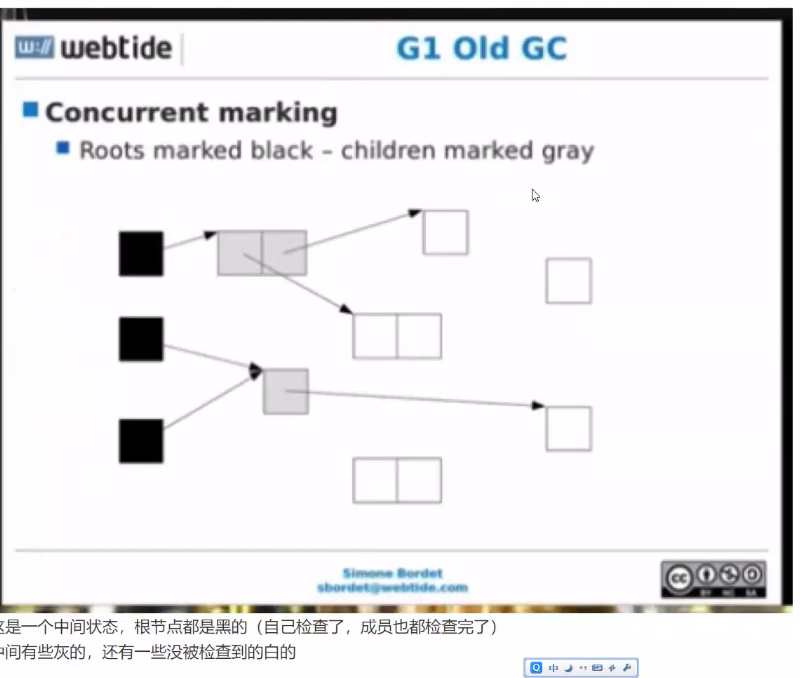 w:// webtide
G1 Old GC
Concurrent marking
Roots marked black – children marked gray
Simone Bordet
sbordet@webtide.com
cc
BY NC SA
这是一个中间状态，根节点都是黑的（自己检查了，成员也都检查完了）
中间有些灰的，还有一些没被检查到的白的
中